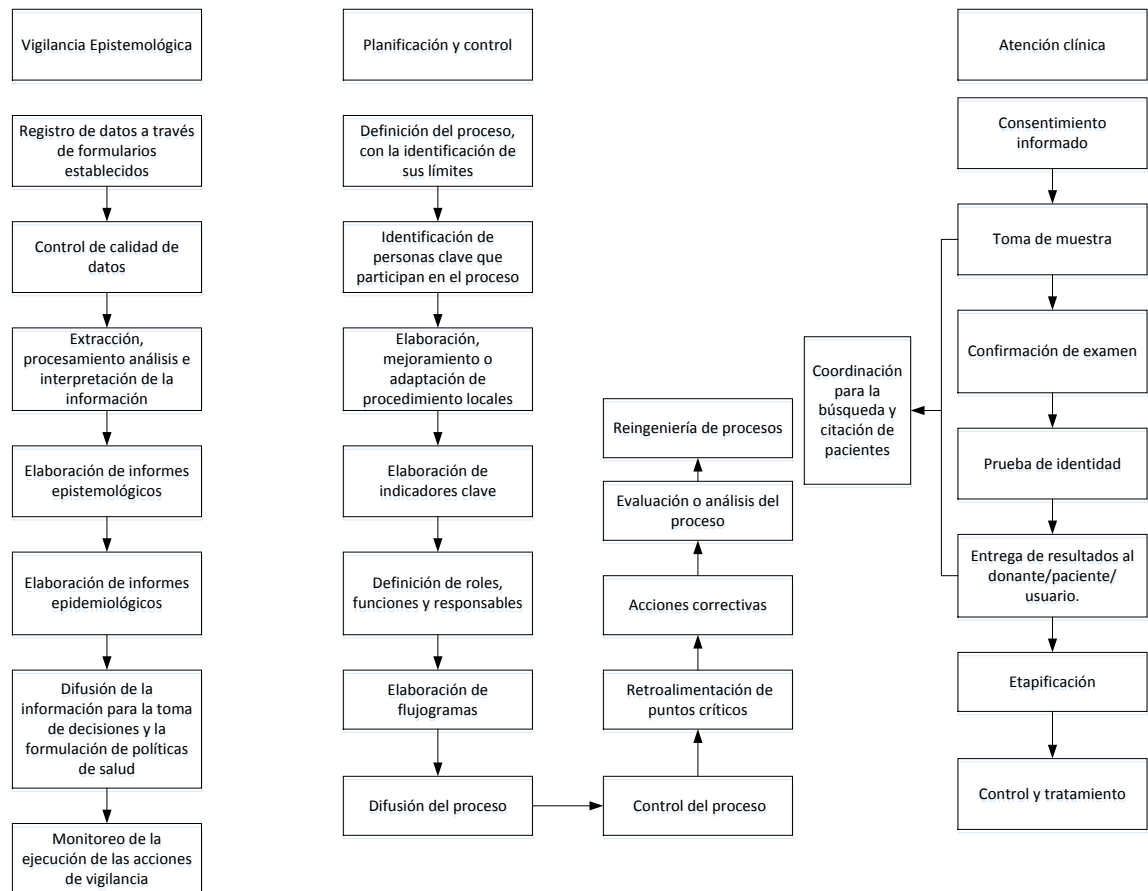 Vigilancia Epistemológica
Registro de datos a través
de formularios
establecidos
Control de calidad de
datos
Extracción,
procesamiento análisis e
interpretación de la
información
Elaboración de informes
epistemológicos
Elaboración de informes
epidemiológicos
Difusión de la
información para la toma
de decisiones y la
formulación de políticas
de salud
Monitoreo de la
ejecución de las acciones
de vigilancia
Planificación y control
Definición del proceso,
con la identificación de
sus límites
Identificación de
personas clave que
participan en el proceso
Elaboración,
mejoramiento o
adaptación de
procedimiento locales
Elaboración de
indicadores clave
Definición de roles,
funciones y responsables
Elaboración de
flujogramas
Difusión del proceso
Control del proceso
Retroalimentación de
puntos críticos
Acciones correctivas
Evaluación o análisis del
proceso
Reingeniería de procesos
Atención clínica
Consentimiento
informado
Toma de muestra
Coordinación
para la
búsqueda y
citación de
pacientes
Confirmación de examen
Prueba de identidad
Entrega de resultados al
donante/paciente/
usuario.
Etapificación
Control y tratamiento